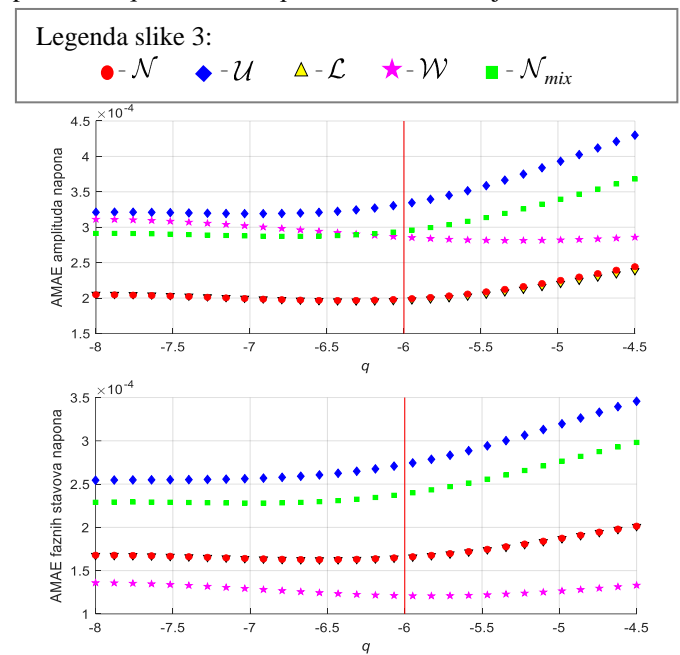 Legenda slike 3:
- 𝒩 - 𝒰 - ℒ - 𝒲 - 𝒩mix
×10-4
4.5
4
3.5
3
2.5
2
1.5
AMAE amplituda napona
-8 -7.5 -7 -6.5 -6 -5.5 -5 -4.5
q
×10-4
3.5
3
2.5
2
1.5
1
AMAE faznih stavova napona
-8 -7.5 -7 -6.5 -6 -5.5 -5 -4.5
q